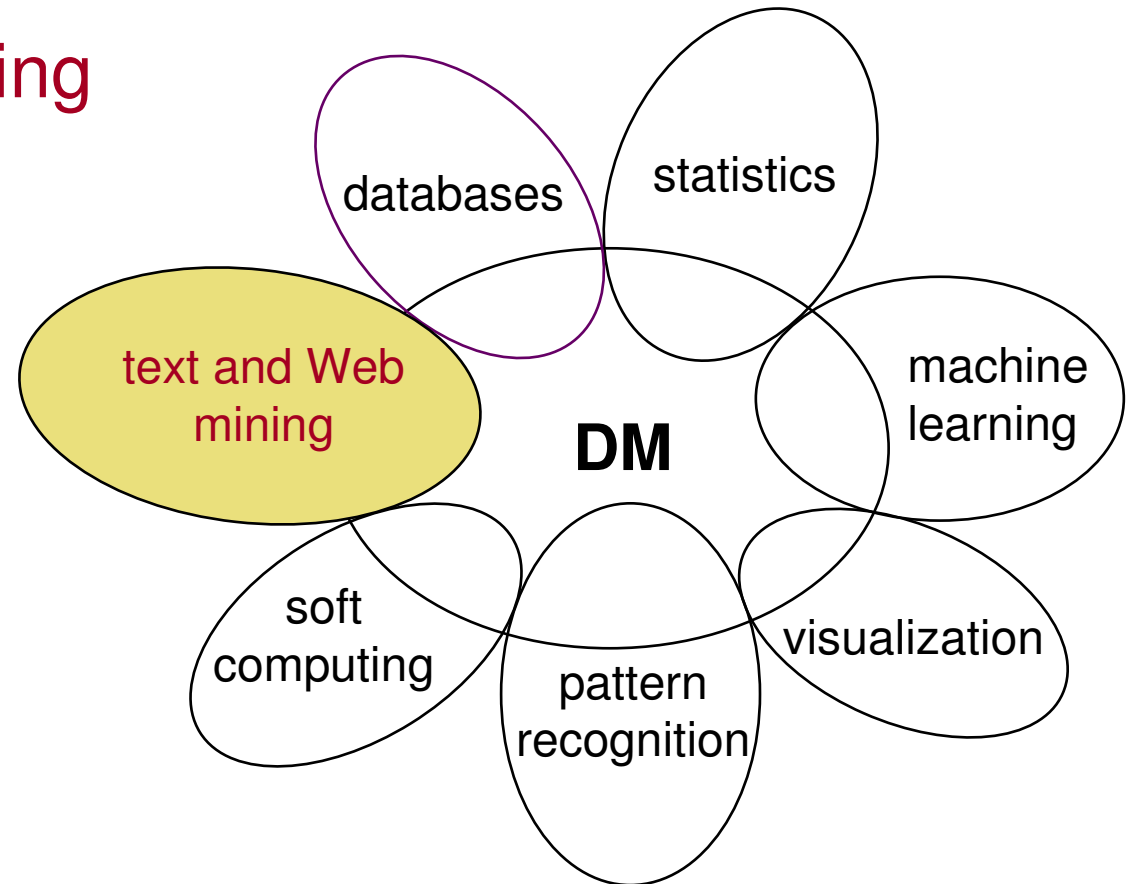 ing
databases
statistics
text and Web
mining
machine
learning
DM
soft
computing
pattern
recognition
visualization